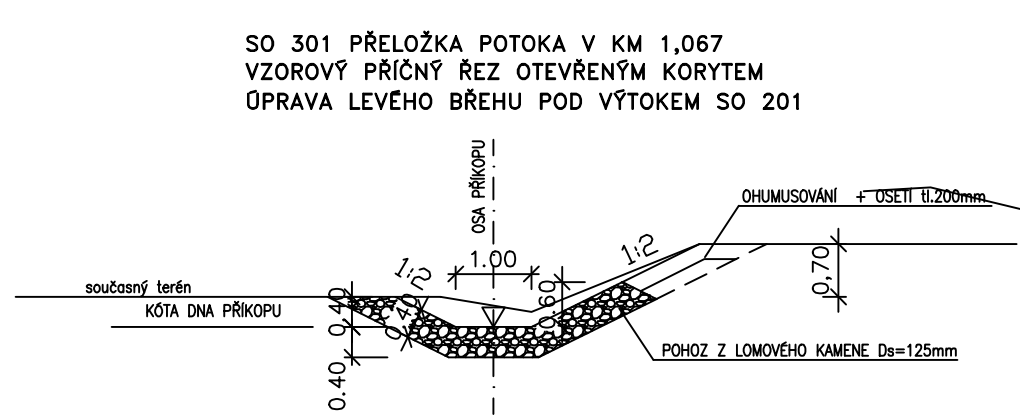 SO 301 PŘELOŽKA POTOKA V KM 1,067
VZOROVÝ PŘÍČNÝ ŘEZ OTEVŘENÝM KORYTEM
ÚPRAVA LEVÉHO BŘEHU POD VÝTOKEM SO 201
OSA PŘÍKOPU
OHUMUSOVÁNÍ + OSETÍ tl.200mm
1:2
1.00
1:2
0,70
současný terén
KÓTA DNA PŘÍKOPU
0,40
0,40
0.60
0.40
POHOZ Z LOMOVÉHO KAMENE Ds=125mm